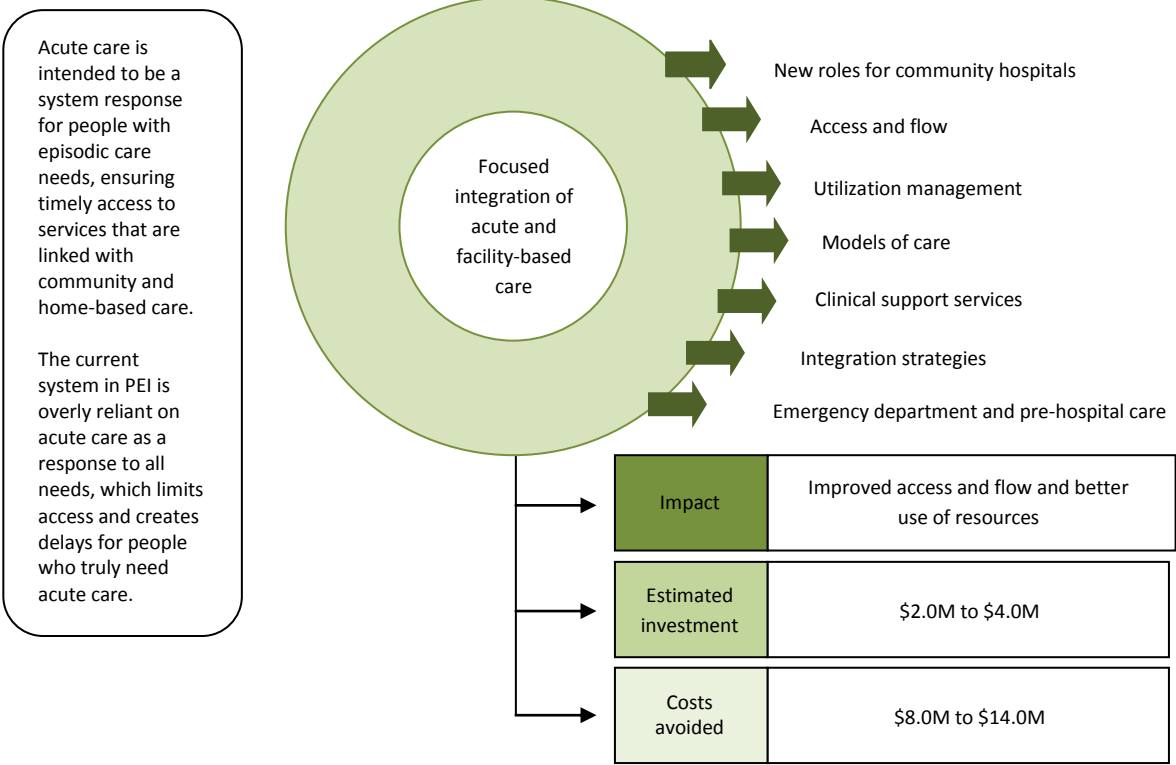 Acute care is
intended to be a
system response
for people with
episodic care
needs, ensuring
timely access to
services that are
linked with
community and
home-based care.
The current
system in PEI is
overly reliant on
acute care as a
response to all
needs, which limits
access and creates
delays for people
who truly need
acute care.
Focused
integration of
acute and
facility-based
care
New roles for community hospitals
Access and flow
Utilization management
Models of care
Clinical support services
Integration strategies
Emergency department and pre-hospital care
Impact
Improved access and flow and better
use of resources
Estimated
investment
$2.0M to $4.0M
Costs
avoided
$8.0M to $14.0M